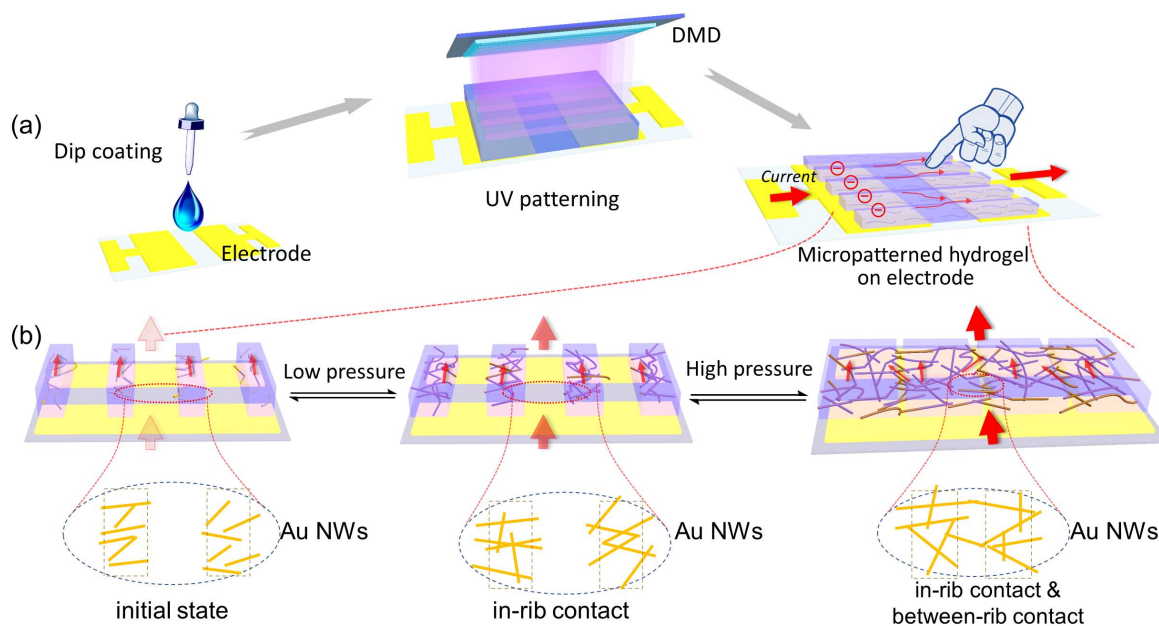 (a)
Dip coating
Electrode
DMD
UV patterning
Current
Micropatterned hydrogel
on electrode
(b)
Low pressure
High pressure
Au NWs
Au NWs
Au NWs
initial state
in-rib contact
in-rib contact &
between-rib contact